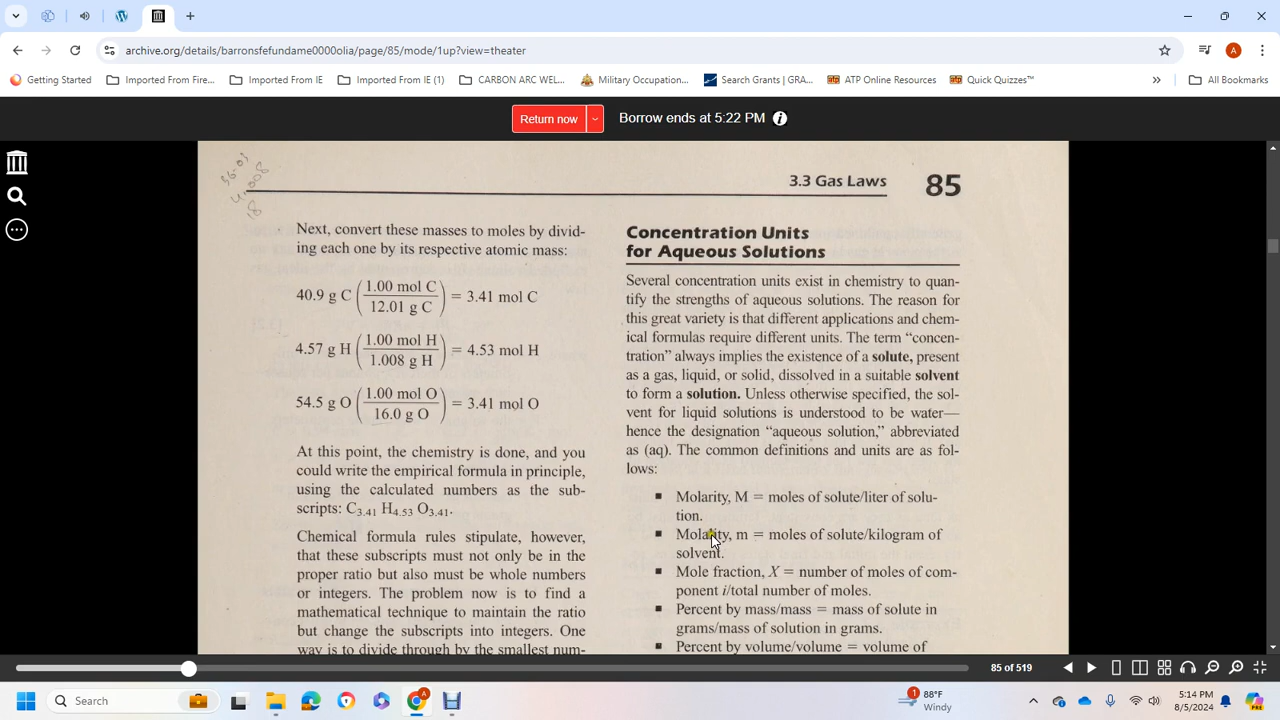 archive.org/details/barronsfefundame0000olia/page/85/mode/1up?view=theater
A
Getting Started
Imported From Fire...
Imported From IE
Imported From IE (1)
CARBON ARC WEL...
Military Occupation...
Search Grants | GRA...
ATP Online Resources
Quick Quizzes™
All Bookmarks
Return now
Borrow ends at 5:22 PM
3.3 Gas Laws
85
Next, convert these masses to moles by divid-
ing each one by its respective atomic mass:
40.9 g C (1.00 mol C / 12.01 g C) = 3.41 mol C
4.57 g H (1.00 mol H / 1.008 g H) = 4.53 mol H
54.5 g O (1.00 mol O / 16.0 g O) = 3.41 mol O
At this point, the chemistry is done, and you
could write the empirical formula in principle,
using the calculated numbers as the sub-
scripts: C3.41 H4.53 O3.41.
Chemical formula rules stipulate, however,
that these subscripts must not only be in the
proper ratio but also must be whole numbers
or integers. The problem now is to find a
mathematical technique to maintain the ratio
but change the subscripts into integers. One
way is to divide through by the smallest num-
Concentration Units
for Aqueous Solutions
Several concentration units exist in chemistry to quan-
tify the strengths of aqueous solutions. The reason for
this great variety is that different applications and chem-
ical formulas require different units. The term “concen-
tration” always implies the existence of a solute, present
as a gas, liquid, or solid, dissolved in a suitable solvent
to form a solution. Unless otherwise specified, the sol-
vent for liquid solutions is understood to be water—
hence the designation “aqueous solution,” abbreviated
as (aq). The common definitions and units are as fol-
lows:
▪ Molarity, M = moles of solute/liter of solu-
tion.
▪ Molality, m = moles of solute/kilogram of
solvent.
▪ Mole fraction, X = number of moles of com-
ponent i/total number of moles.
▪ Percent by mass/mass = mass of solute in
grams/mass of solution in grams.
▪ Percent by volume/volume = volume of
85 of 519
Search
1
88°F
Windy
5:14 PM
8/5/2024